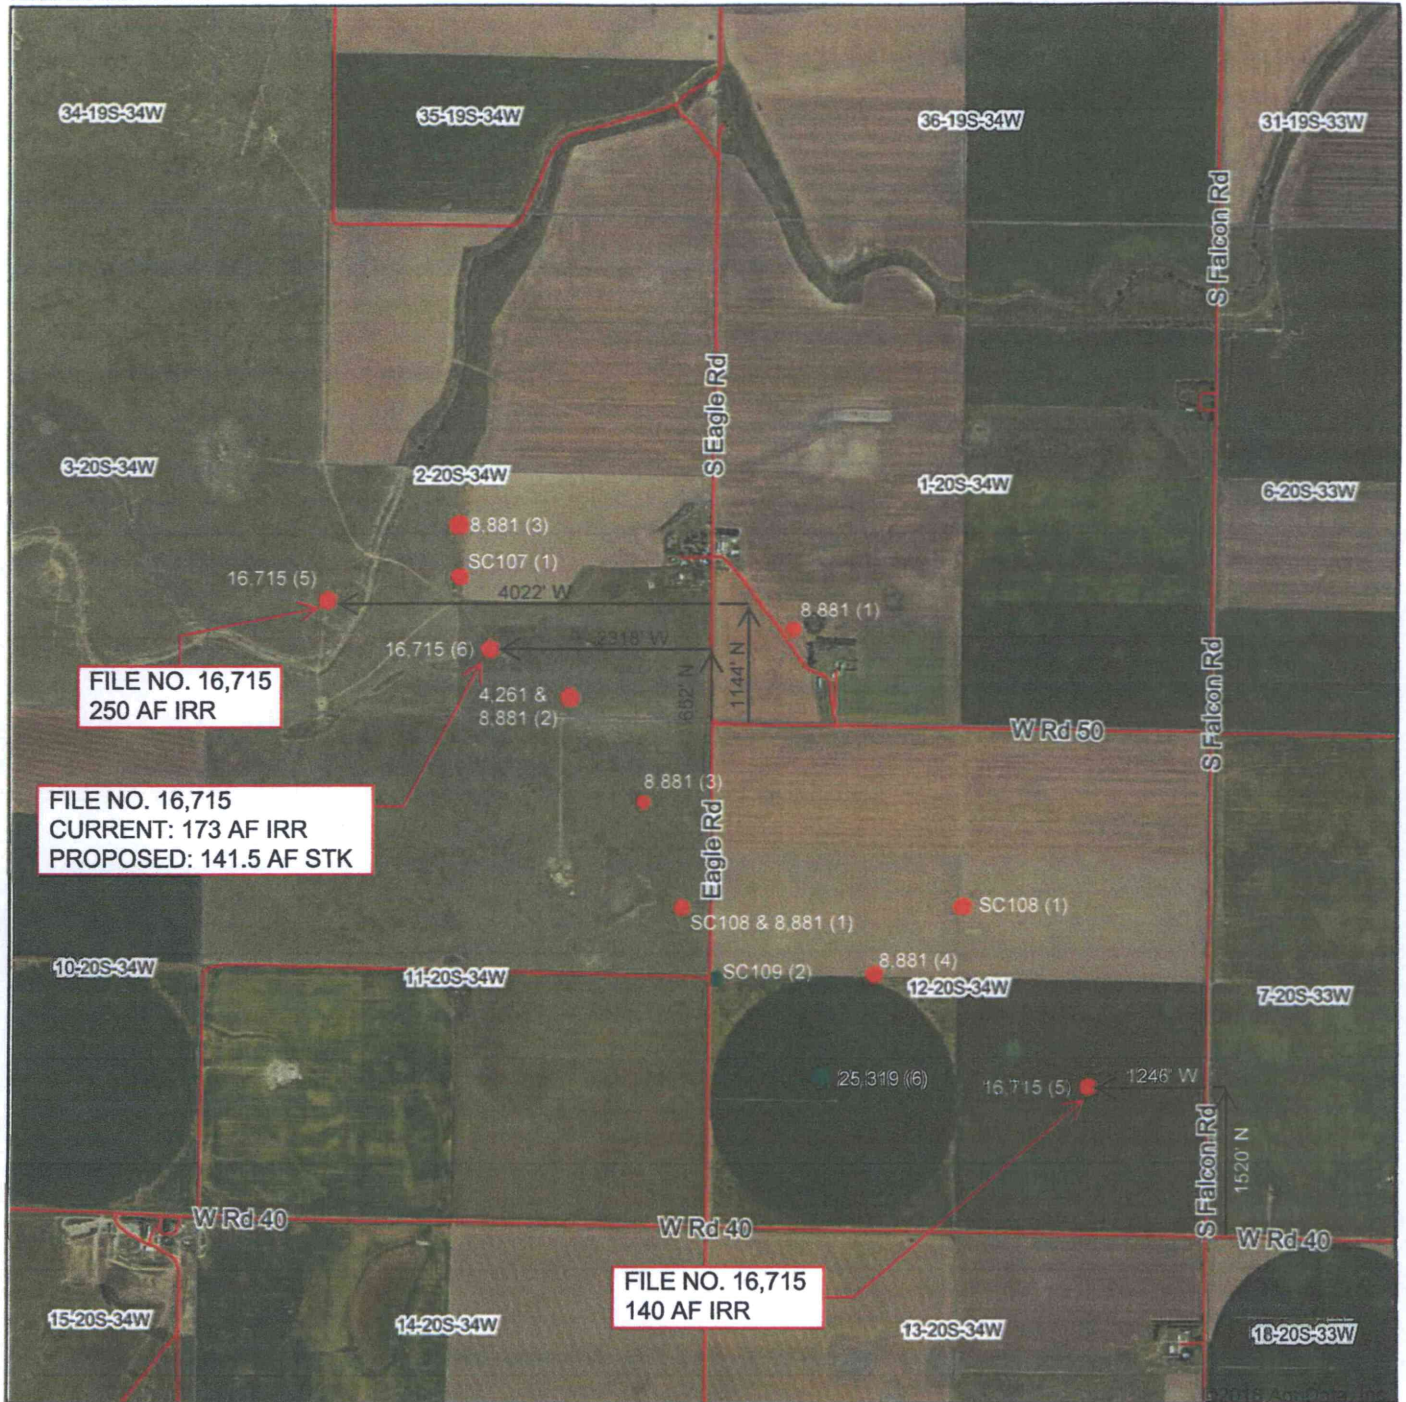 34-19S-34W
35-19S-34W
36-19S-34W
31-19S-33W
S Falcon Rd
S Eagle Rd
3-20S-34W
2-20S-34W
1-20S-34W
6-20S-33W
8,881 (3)
SC107 (1)
16,715 (5)
4022' W
8,881 (1)
16,715 (6)
2318' W
682' N
1144' N
FILE NO. 16,715
250 AF IRR
4,261 &
8,881 (2)
S Falcon Rd
W Rd 50
8,881 (3)
FILE NO. 16,715
CURRENT: 173 AF IRR
PROPOSED: 141.5 AF STK
Eagle Rd
SC108 & 8,881 (1)
SC108 (1)
10-20S-34W
11-20S-34W
SC109 (2)
8,881 (4)
12-20S-34W
7-20S-33W
25,319 (6)
16,715 (5)
1246' W
1520' N
S Falcon Rd
W Rd 40
W Rd 40
W Rd 40
FILE NO. 16,715
140 AF IRR
15-20S-34W
14-20S-34W
13-20S-34W
18-20S-33W
©2018 AgriData, Inc.